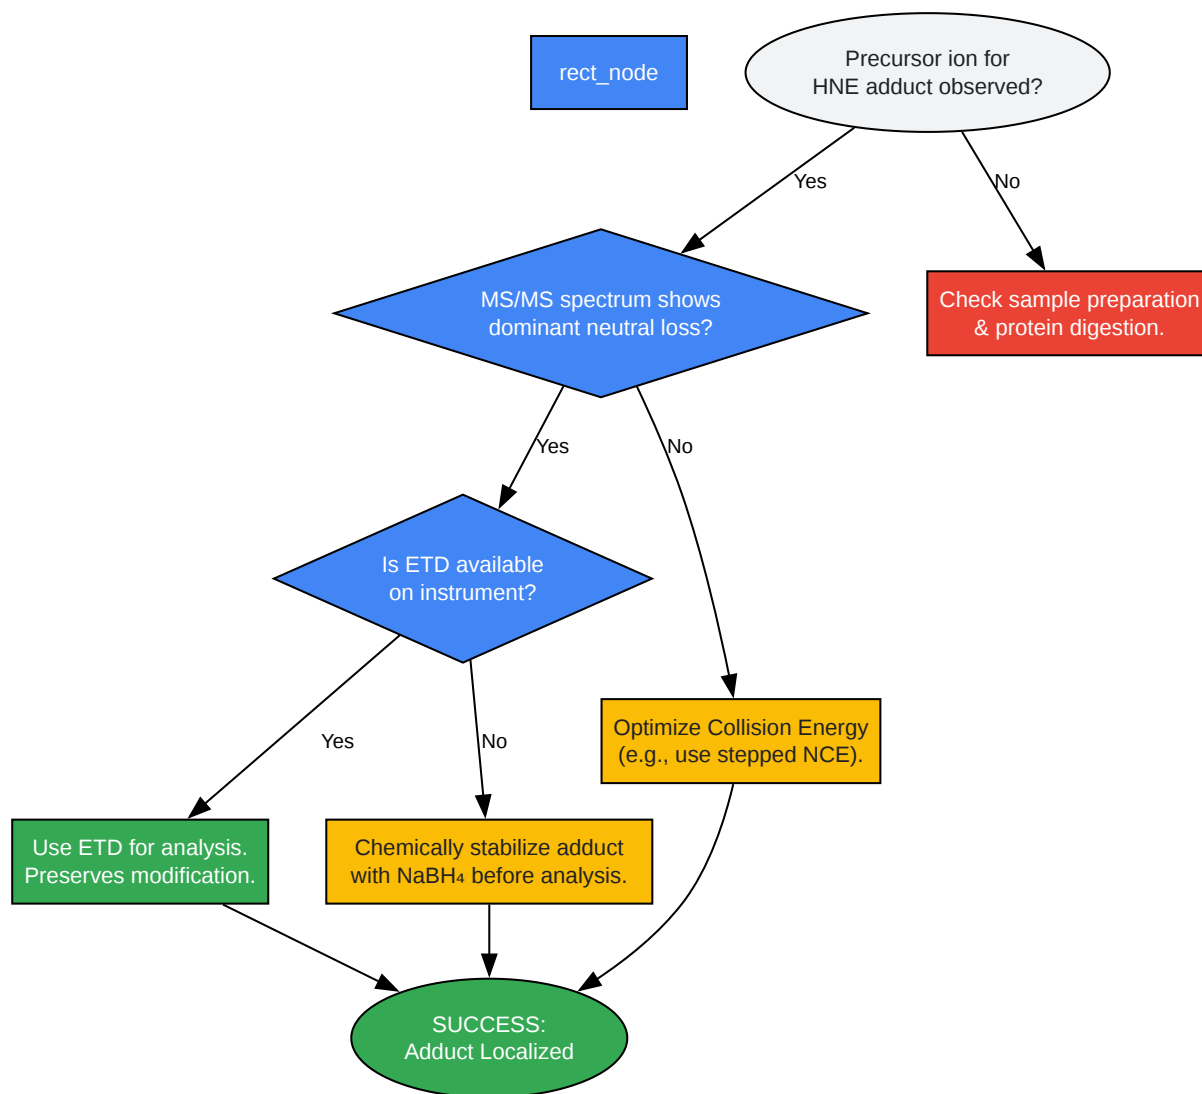 rect_node
Precursor ion for
HNE adduct observed?
Yes
No
MS/MS spectrum shows
dominant neutral loss?
Check sample preparation
& protein digestion.
Yes
No
Is ETD available
on instrument?
Yes
No
Optimize Collision Energy
(e.g., use stepped NCE).
Use ETD for analysis.
Preserves modification.
Chemically stabilize adduct
with NaBH₄ before analysis.
SUCCESS:
Adduct Localized